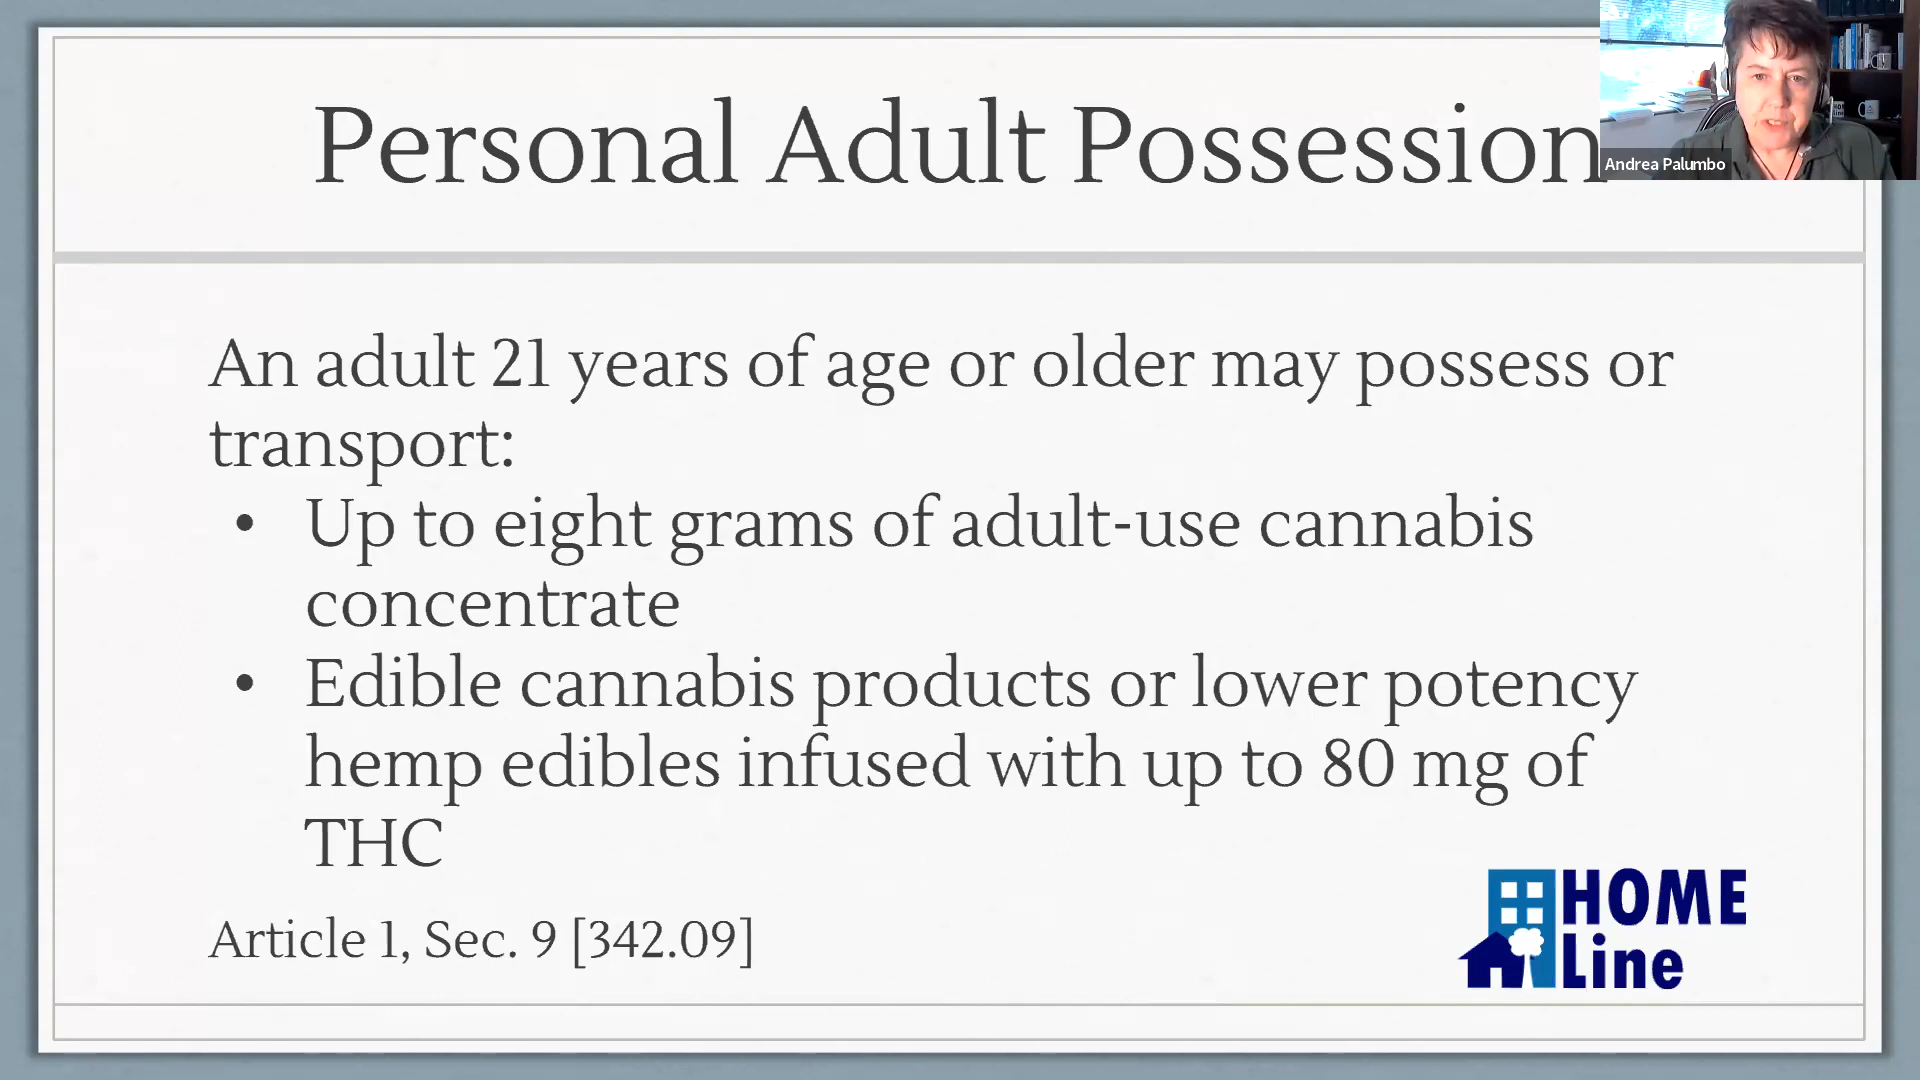 Personal Adult Possession
Andrea Palumbo
An adult 21 years of age or older may possess or
transport:
• Up to eight grams of adult-use cannabis
concentrate
• Edible cannabis products or lower potency
hemp edibles infused with up to 80 mg of
THC
Article 1, Sec. 9 [342.09]
HOME
Line